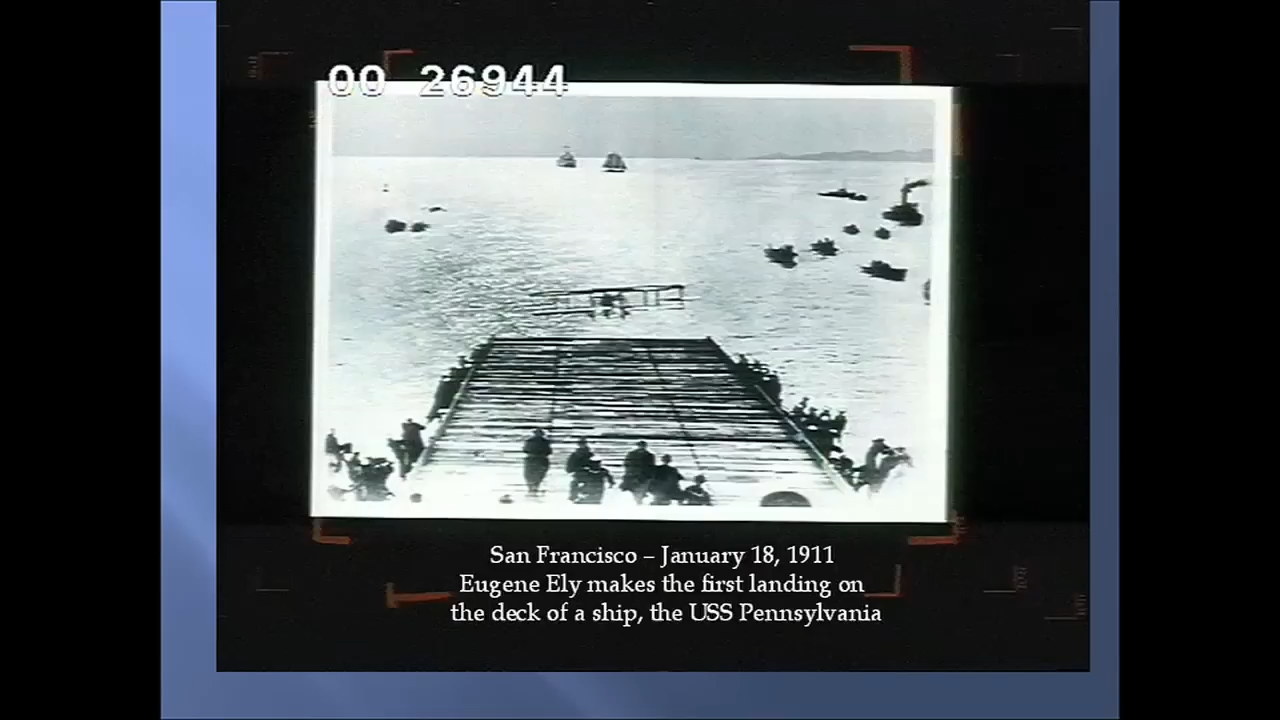 00 26944
San Francisco – January 18, 1911
Eugene Ely makes the first landing on
the deck of a ship, the USS Pennsylvania